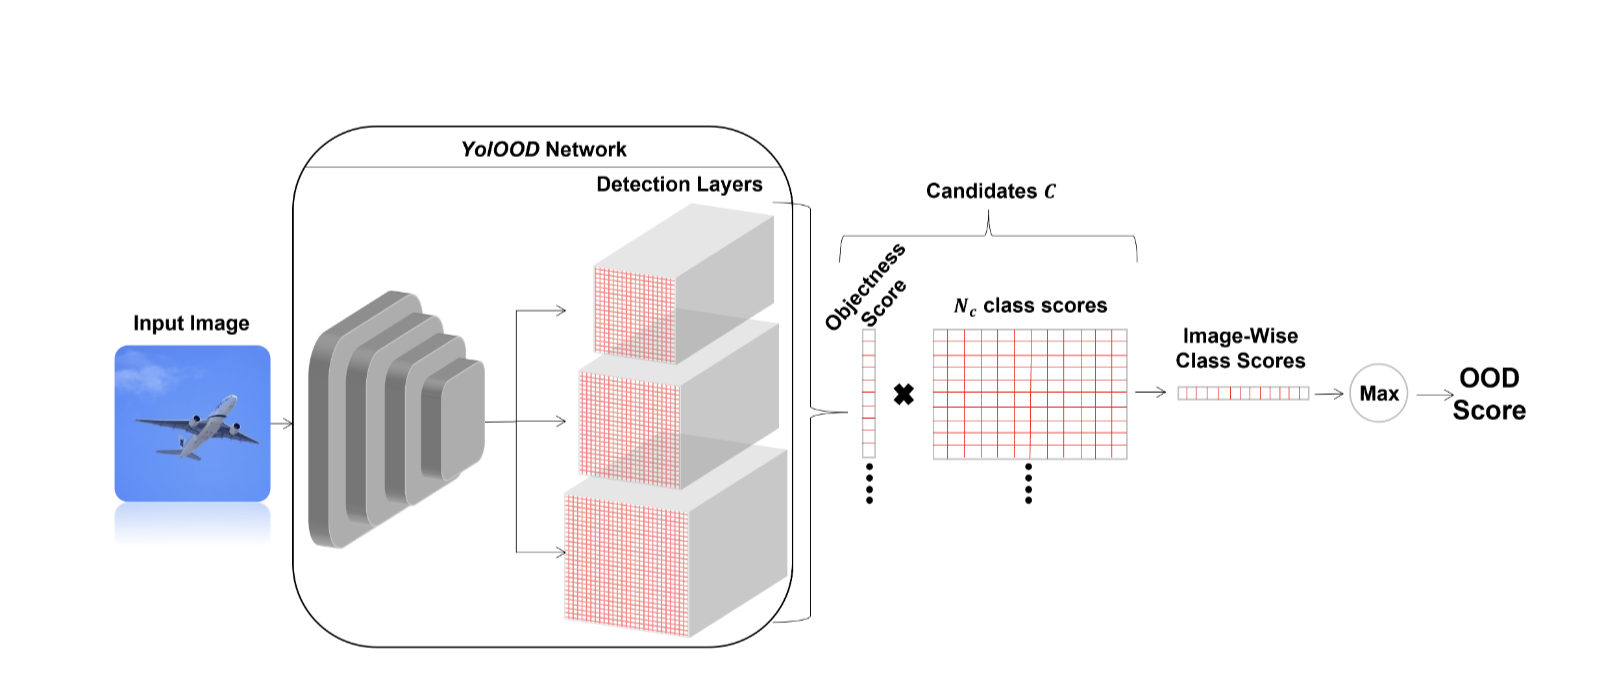 YolOOD Network
Detection Layers
Input Image
Candidates C
Objectness
Score
N_c class scores
Image-Wise
Class Scores
Max
OOD
Score